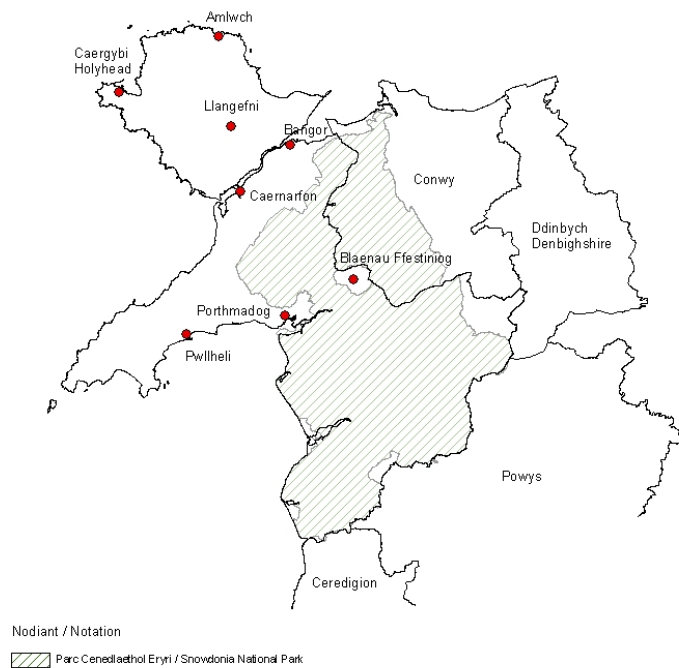 Amlwch
Caergybi
Holyhead
Llangefni
Bangor
Conwy
Caernarfon
Ddinbych
Denbighshire
Blaenau Ffestiniog
Porthmadog
Pwllheli
Powys
Ceredigion
Nodiant / Notation
Parc Cenedlaethol Eryri / Snowdonia National Park